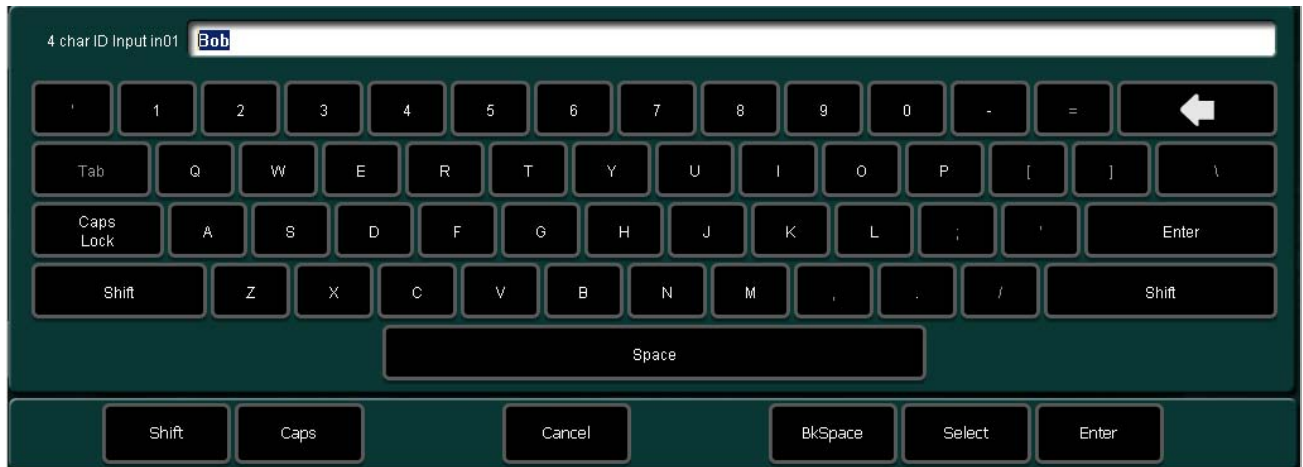 4 char ID Input in01 Bob
' 1 2 3 4 5 6 7 8 9 0 - =
Tab Q W E R T Y U I O P [ ] \
Caps
Lock A S D F G H J K L ; ' Enter
Shift Z X C V B N M , . / Shift
Space
Shift Caps Cancel BkSpace Select Enter